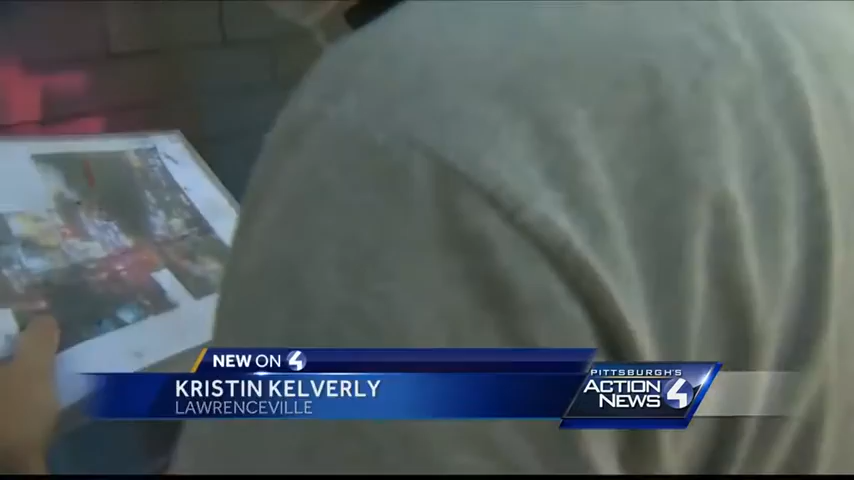 NEW ON 4
KRISTIN KELVERLY
LAWRENCEVILLE
PITTSBURGH'S
ACTION
NEWS 4